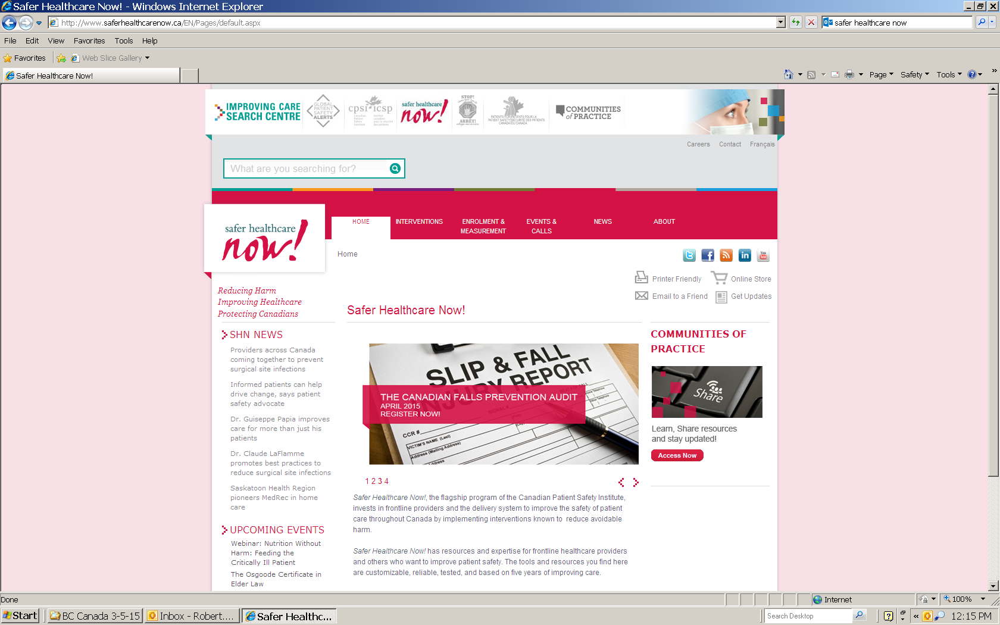 Safer Healthcare Now! - Windows Internet Explorer
http://www.saferhealthcarenow.ca/EN/Pages/default.aspx
safer healthcare now
File Edit View Favorites Tools Help
Favorites Web Slice Gallery
Safer Healthcare Now!
Page Safety Tools
IMPROVING CARE
SEARCH CENTRE
GLOBAL
PATIENT
SAFETY
ALERTS
cpsi icsp
Canadian
Patient
Safety
Institute
safer healthcare
now!
STOP!
ARRÊT!
COMMUNITIES
of PRACTICE
Careers Contact Français
What are you searching for?
safer healthcare
now!
HOME
INTERVENTIONS
ENROLMENT &
MEASUREMENT
EVENTS &
CALLS
NEWS
ABOUT
Home
Printer Friendly Online Store
Email to a Friend Get Updates
Reducing Harm
Improving Healthcare
Protecting Canadians
SHN NEWS
Providers across Canada
coming together to prevent
surgical site infections
Informed patients can help
drive change, says patient
safety advocate
Dr. Guiseppe Papia improves
care for more than just his
patients
Dr. Claude LaFlamme
promotes best practices to
reduce surgical site infections
Saskatoon Health Region
pioneers MedRec in home
care
UPCOMING EVENTS
Webinar: Nutrition Without
Harm: Feeding the
Critically Ill Patient
The Osgoode Certificate in
Elder Law
Safer Healthcare Now!
SLIP & FALL
INJURY REPORT
THE CANADIAN FALLS PREVENTION AUDIT
APRIL 2015
REGISTER NOW!
CCR #
VICTIM'S NAME (Last)
Address (Mailing Address)
1 2 3 4
Safer Healthcare Now!, the flagship program of the Canadian Patient Safety Institute,
invests in frontline providers and the delivery system to improve the safety of patient
care throughout Canada by implementing interventions known to reduce avoidable
harm.
Safer Healthcare Now! has resources and expertise for frontline healthcare providers
and others who want to improve patient safety. The tools and resources you find here
are customizable, reliable, tested, and based on five years of improving care.
COMMUNITIES OF
PRACTICE
Share
Learn, Share resources
and stay updated!
Access Now
Done
Internet
100%
Start
BC Canada 3-5-15
Inbox - Robert....
Safer Healthc...
Search Desktop
12:15 PM